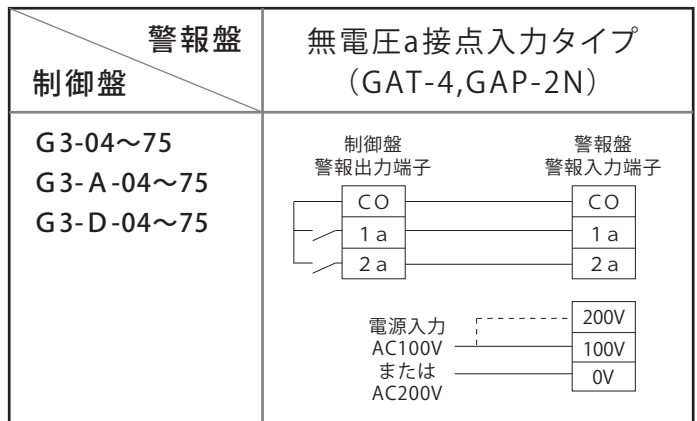 警報盤
制御盤
無電圧a接点入力タイプ
（GAT-4,GAP-2N）
G3-04～75
G3-A-04～75
G3-D-04～75
制御盤
警報出力端子
警報盤
警報入力端子
CO
CO
1a
1a
2a
2a
電源入力
AC100V
または
AC200V
200V
100V
0V